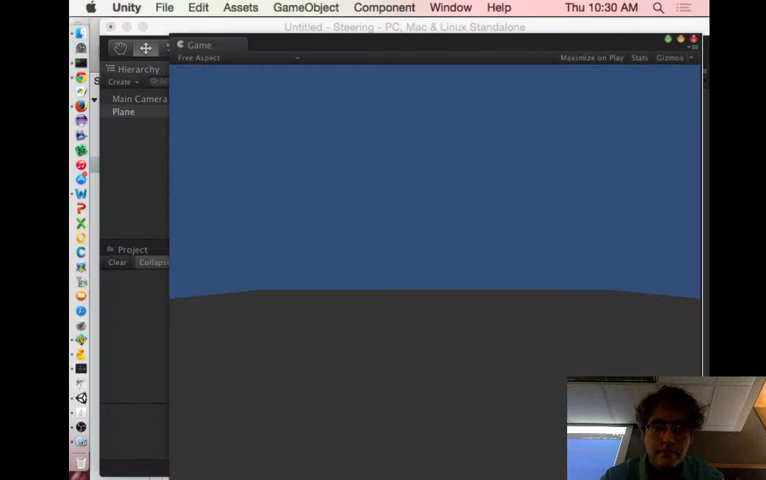 Unity File Edit Assets GameObject Component Window Help Thu 10:30 AM
Untitled - Steering - PC, Mac & Linux Standalone
Game
Free Aspect Maximize on Play Stats Gizmos
Hierarchy
Create
Main Camera
Plane
Project
Clear Collapse